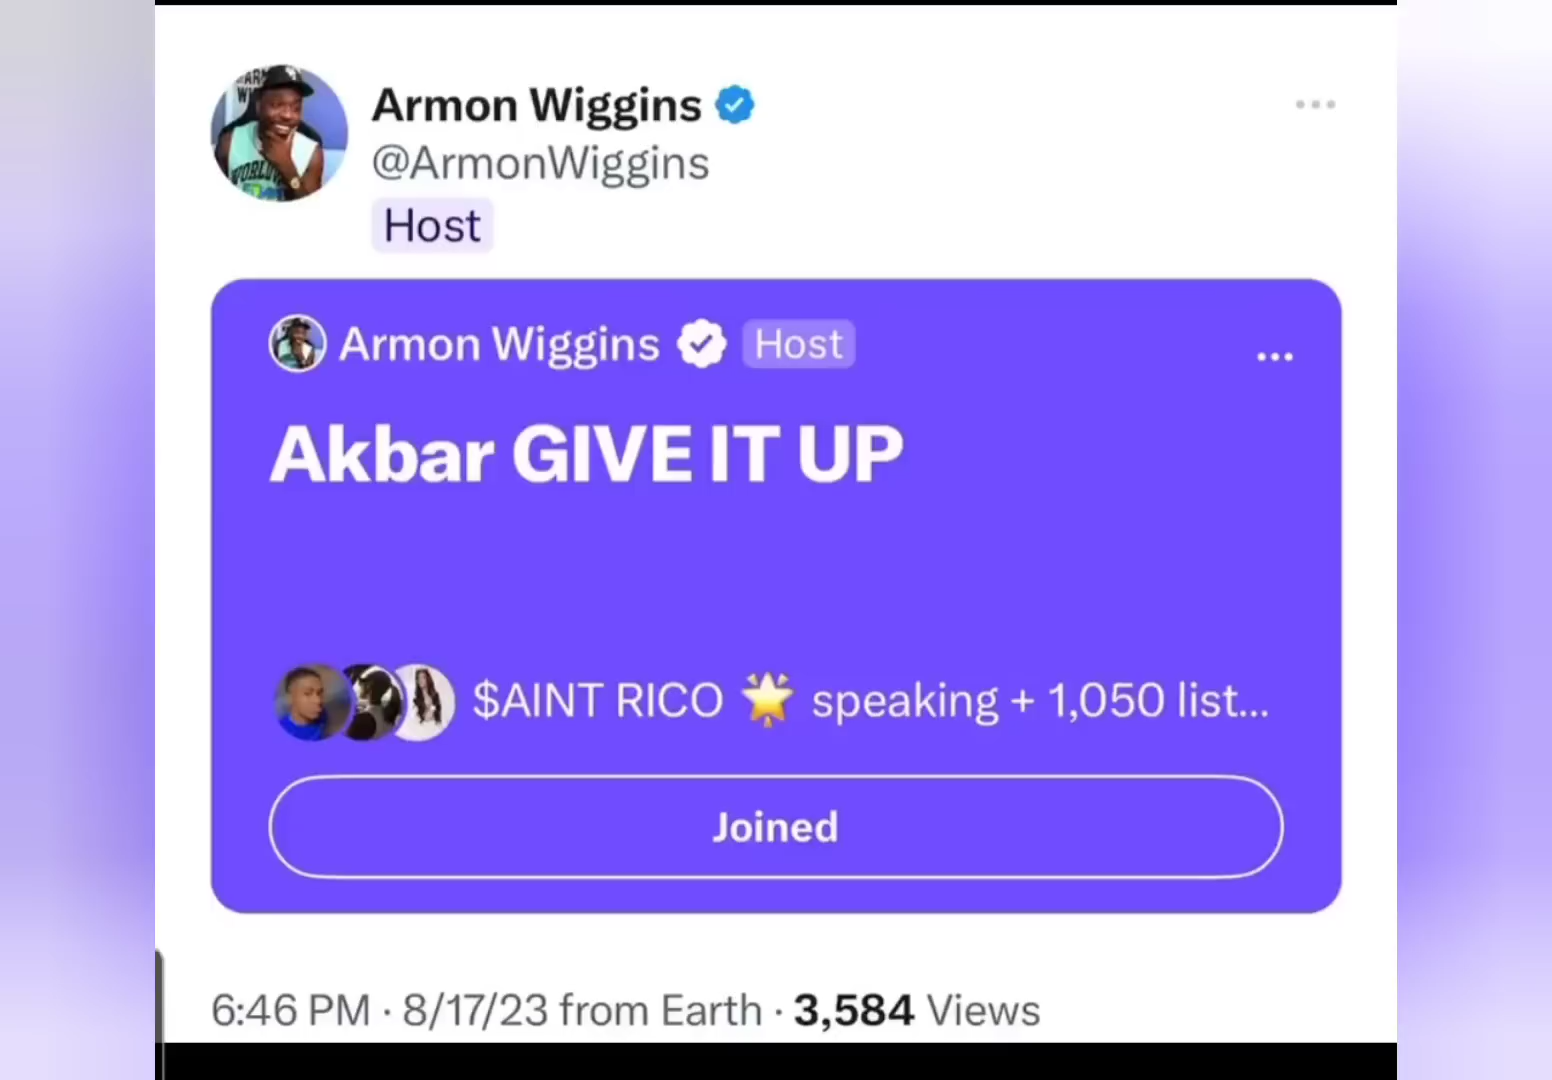 Armon Wiggins
@ArmonWiggins
Host
Armon Wiggins Host
Akbar GIVE IT UP
$AINT RICO 🌟 speaking + 1,050 list...
Joined
6:46 PM · 8/17/23 from Earth · 3,584 Views